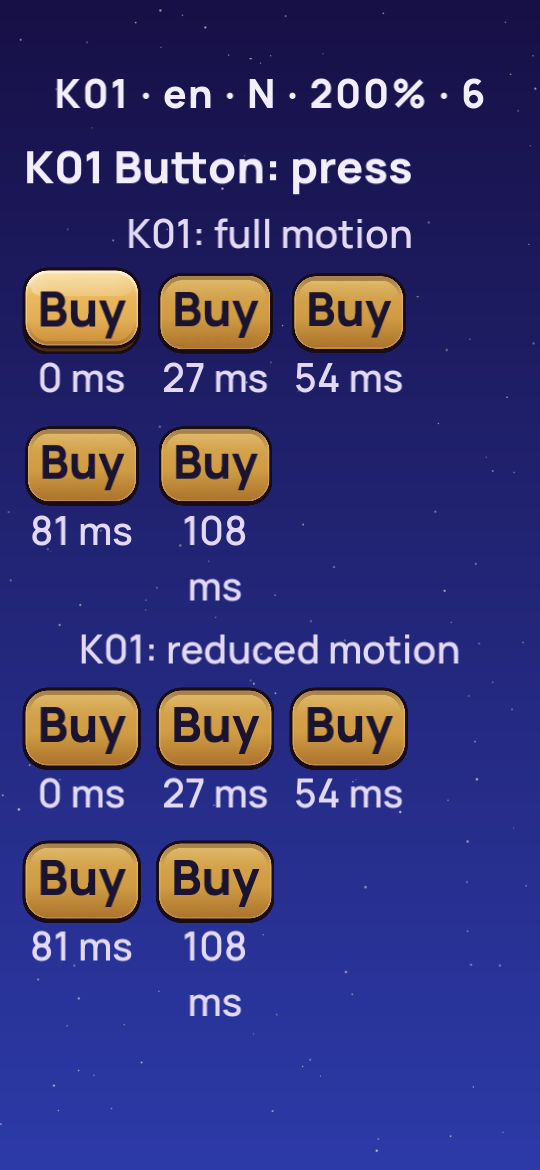 K01 · en · N · 200% · 6
K01 Button: press
K01: full motion
Buy Buy Buy
0 ms 27 ms 54 ms
Buy Buy
81 ms 108
ms
K01: reduced motion
Buy Buy Buy
0 ms 27 ms 54 ms
Buy Buy
81 ms 108
ms